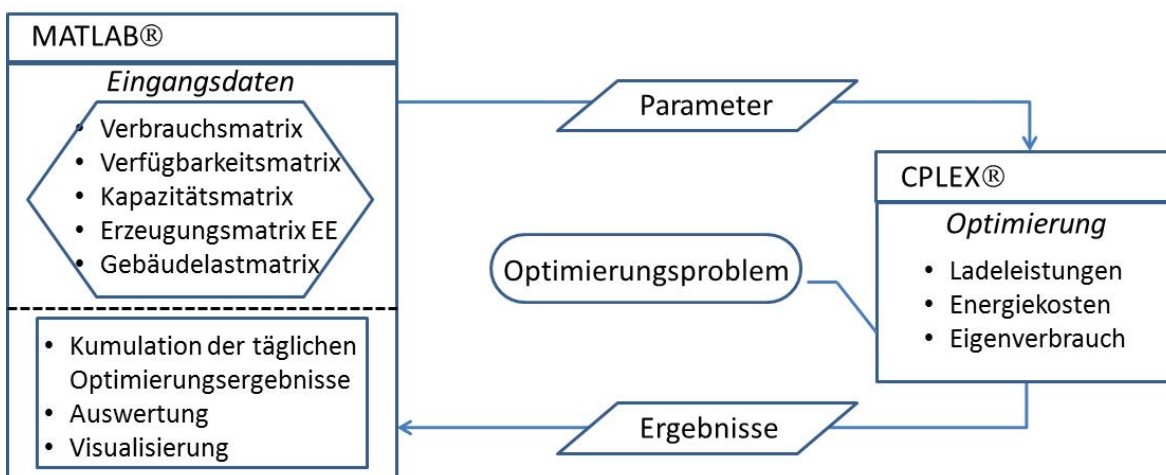 MATLAB®
Eingangsdaten
• Verbrauchsmatrix
• Verfügbarkeitsmatrix
• Kapazitätsmatrix
• Erzeugungsmatrix EE
• Gebäudelastmatrix
• Kumulation der täglichen
Optimierungsergebnisse
• Auswertung
• Visualisierung
Parameter
CPLEX®
Optimierung
• Ladeleistungen
• Energiekosten
• Eigenverbrauch
Optimierungsproblem
Ergebnisse